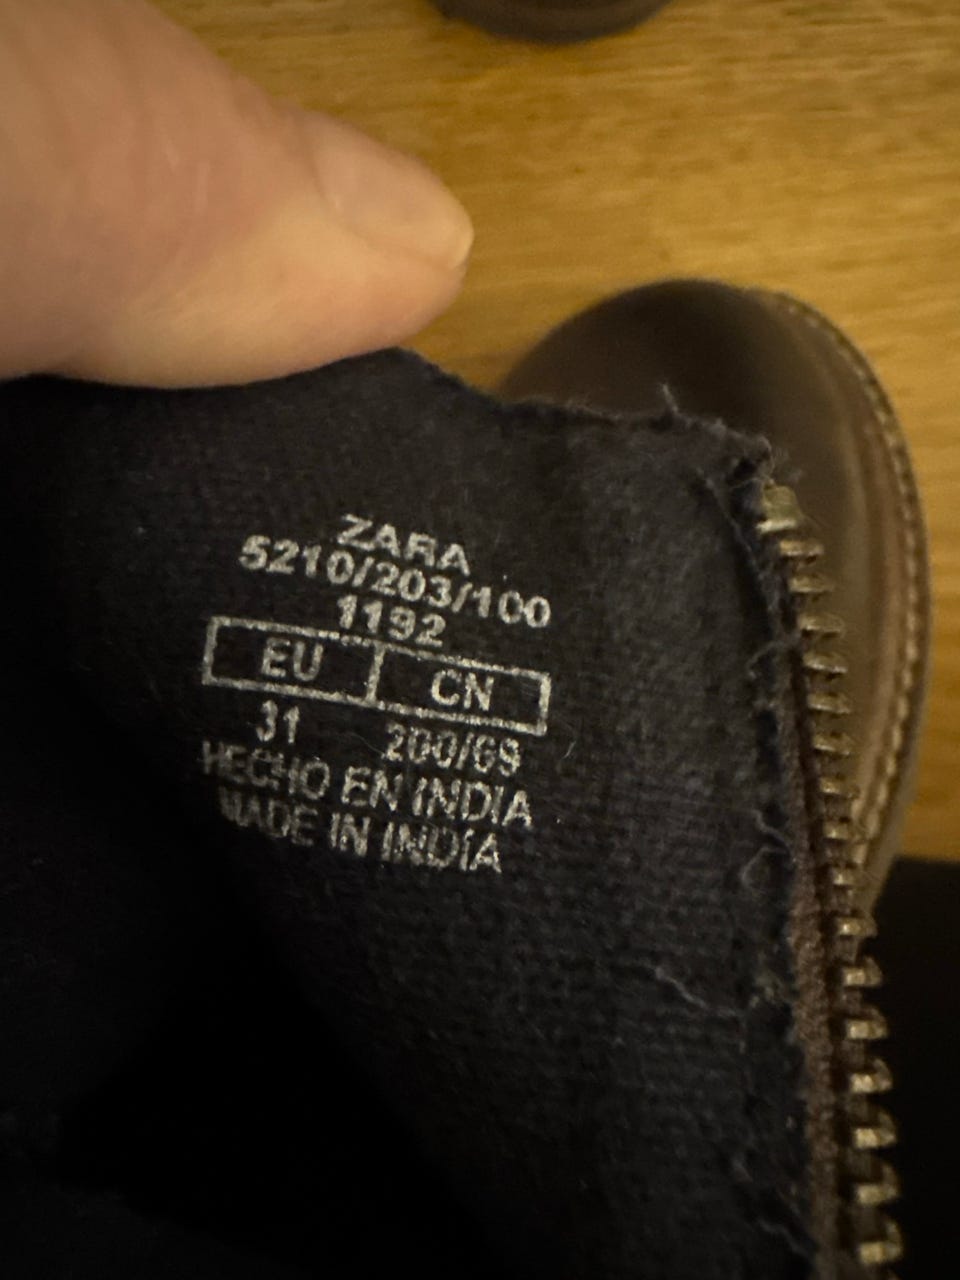 ZARA
5210/203/100
1192
EU CN
31 200/69
HECHO EN INDIA
MADE IN INDIA